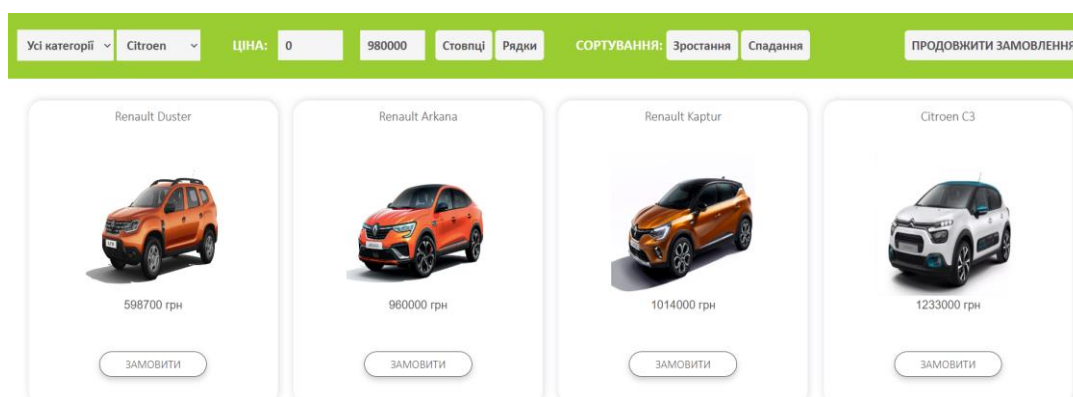 Усі категорії Citroen ЦІНА: 0 980000 Стовпці Рядки СОРТУВАННЯ: Зростання Спадання ПРОДОВЖИТИ ЗАМОВЛЕННЯ
Renault Duster Renault Arkana Renault Kaptur Citroen C3
598700 грн 960000 грн 1014000 грн 1233000 грн
ЗАМОВИТИ ЗАМОВИТИ ЗАМОВИТИ ЗАМОВИТИ